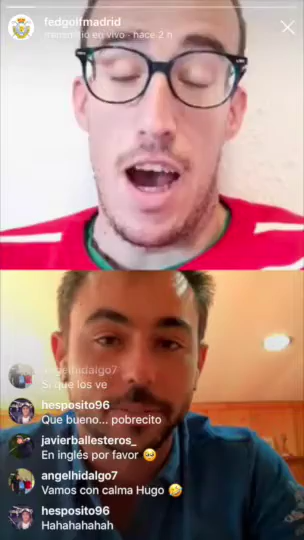 fedgolfmadrid
transmitió en vivo · hace 2 h
angelhidalgo7
Si que los ve
hesposito96
Que bueno... pobrecito
javierballesteros_
En inglés por favor 🥺
angelhidalgo7
Vamos con calma Hugo 🤣
hesposito96
Hahahahahah